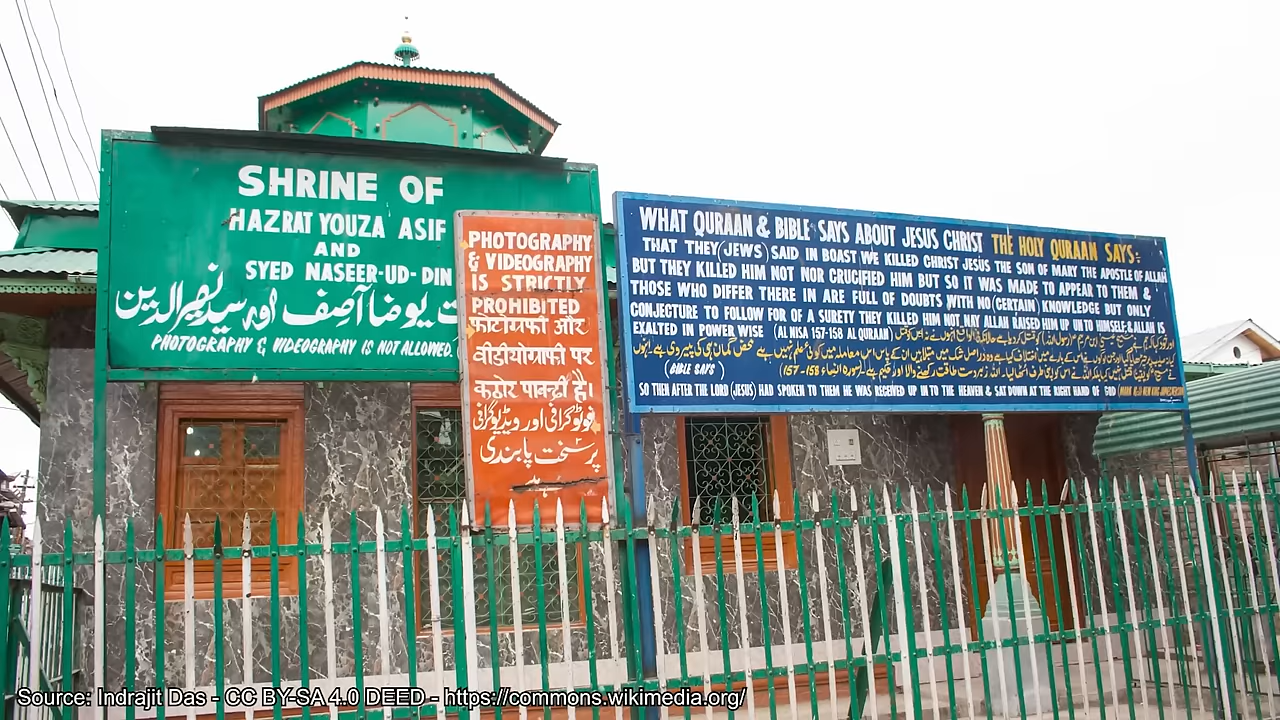 SHRINE OF
HAZRAT YOUZA ASIF
AND
SYED NASEER-UD-DIN
یوضا آصف اور سید نصیر الدین
PHOTOGRAPHY & VIDEOGRAPHY IS NOT ALLOWED.
PHOTOGRAPHY
& VIDEOGRAPHY
IS STRICTLY
PROHIBITED
फोटोग्राफी और
वीडीयोग्राफी पर
कठोर पाबन्दी है।
فوٹوگرافی اور ویڈیوگرافی
پر سخت پابندی
ہے
WHAT QURAAN & BIBLE SAYS ABOUT JESUS CHRIST THE HOLY QURAAN SAYS:
THAT THEY (JEWS) SAID IN BOAST WE KILLED CHRIST JESUS THE SON OF MARY THE APOSTLE OF ALLAH
BUT THEY KILLED HIM NOT NOR CRUCIFIED HIM BUT SO IT WAS MADE TO APPEAR TO THEM &
THOSE WHO DIFFER THERE IN ARE FULL OF DOUBTS WITH NO (CERTAIN) KNOWLEDGE BUT ONLY
CONJECTURE TO FOLLOW FOR OF A SURETY THEY KILLED HIM NOT NAY ALLAH RAISED HIM UP UN TO HIMSELF & ALLAH IS
EXALTED IN POWER WISE (AL NISA 157-158 AL QURAAN)
(BIBLE SAYS) (سورہ النساء ۱۵۸-۱۵۷)
SO THEN AFTER THE LORD (JESUS) HAD SPOKEN TO THEM HE WAS RECEIVED UP IN TO THE HEAVEN & SAT DOWN AT THE RIGHT HAND OF GOD
Source: Indrajit Das - CC BY-SA 4.0 DEED - https://commons.wikimedia.org/